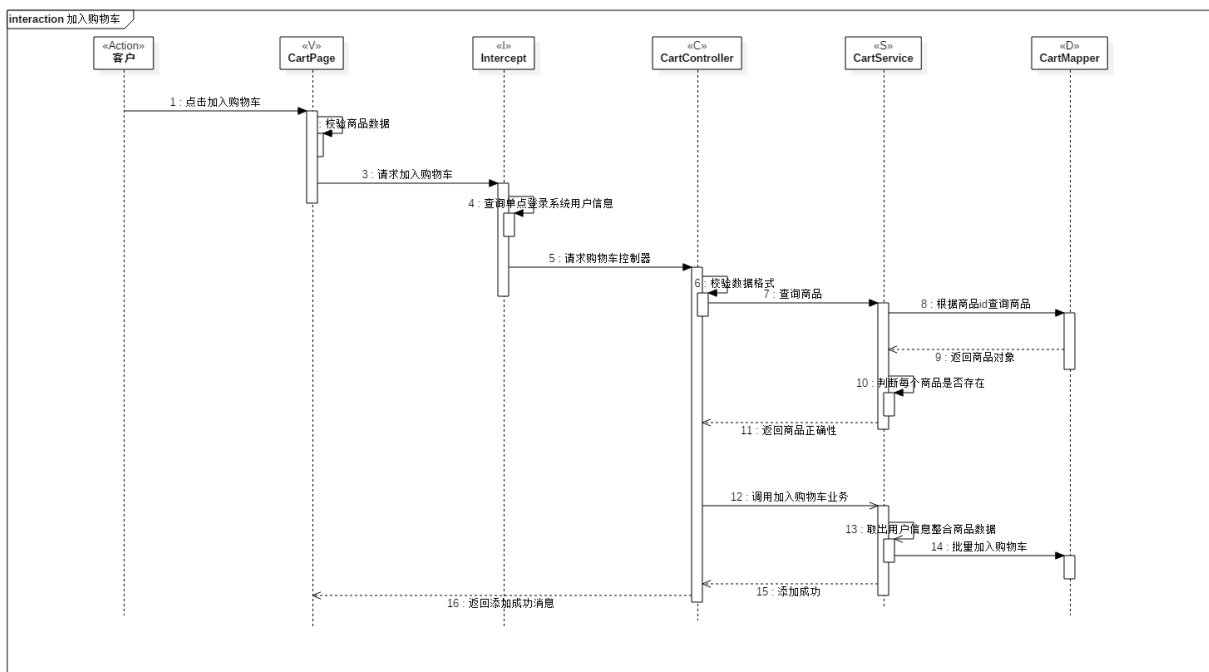 interaction 加入购物车
«Action»
客户
«V»
CartPage
«I»
Intercept
«C»
CartController
«S»
CartService
«D»
CartMapper
1 : 点击加入购物车
: 校验商品数据
3 : 请求加入购物车
4 : 查询单点登录系统用户信息
5 : 请求购物车控制器
6 : 校验数据格式
7 : 查询商品
8 : 根据商品id查询商品
9 : 返回商品对象
10 : 判断每个商品是否存在
11 : 返回商品正确性
12 : 调用加入购物车业务
13 : 取出用户信息整合商品数据
14 : 批量加入购物车
15 : 添加成功
16 : 返回添加成功消息